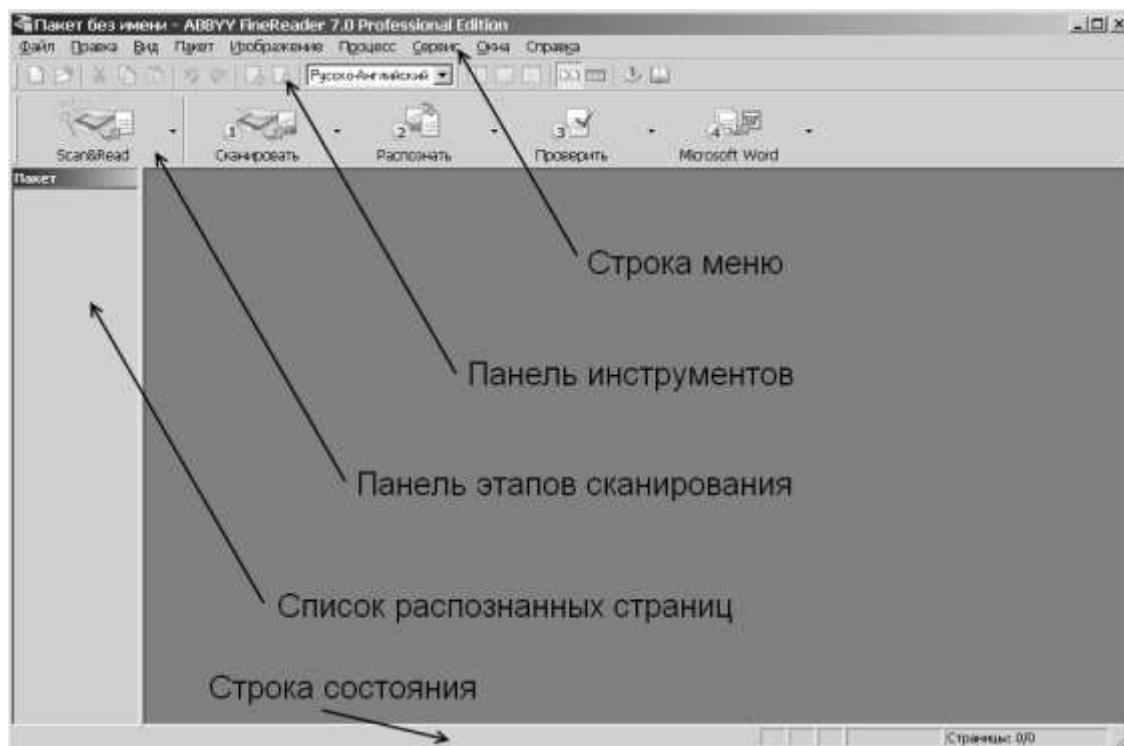 Пакет без имени - ABBYY FineReader 7.0 Professional Edition
Файл Правка Вид Пакет Изображение Процесс Сервис Окна Справка
Русско-Английский
1 2 3 4
Scan&Read Сканировать Распознать Проверить Microsoft Word
Пакет
Строка меню
Панель инструментов
Панель этапов сканирования
Список распознанных страниц
Строка состояния
Страницы: 0/0